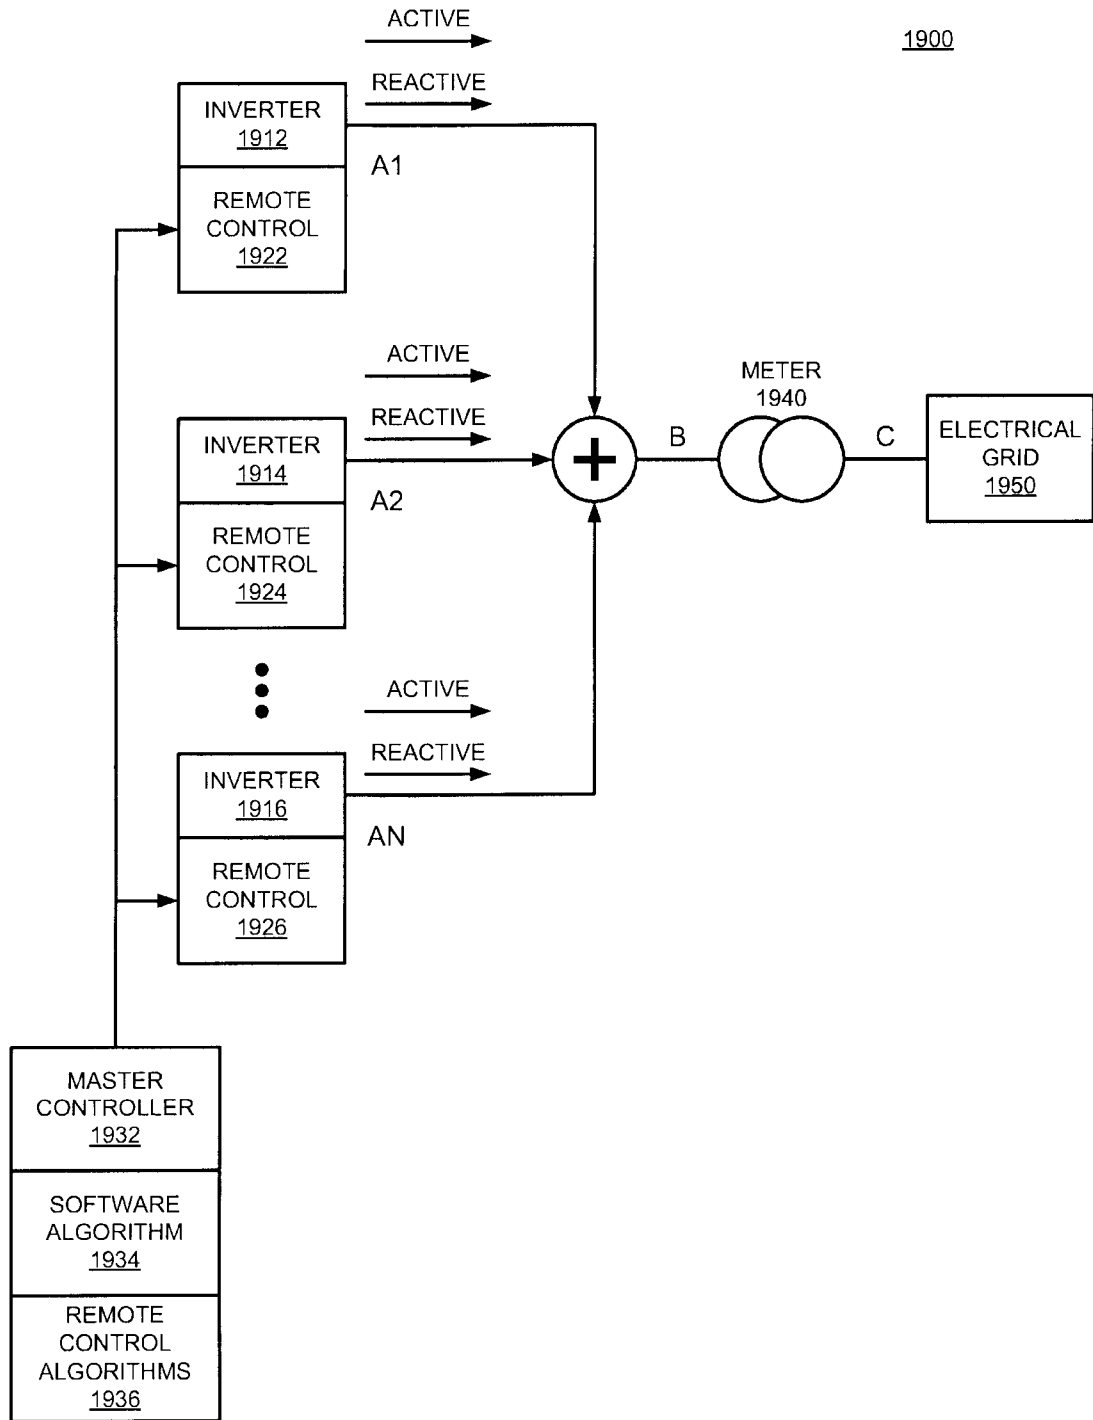 ACTIVE
1900
REACTIVE
INVERTER
1912
A1
REMOTE
CONTROL
1922
ACTIVE
REACTIVE
INVERTER
1914
A2
REMOTE
CONTROL
1924
METER
1940
B
C
ELECTRICAL
GRID
1950
ACTIVE
REACTIVE
INVERTER
1916
AN
REMOTE
CONTROL
1926
MASTER
CONTROLLER
1932
SOFTWARE
ALGORITHM
1934
REMOTE
CONTROL
ALGORITHMS
1936